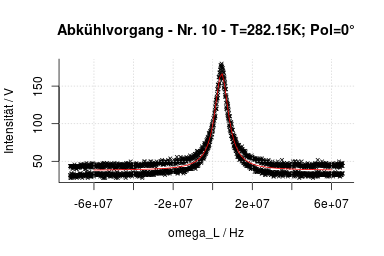 Abkühlvorgang - Nr. 10 - T=282.15K; Pol=0°
Intensität / V
150
100
50
-6e+07 -2e+07 2e+07 6e+07
omega_L / Hz